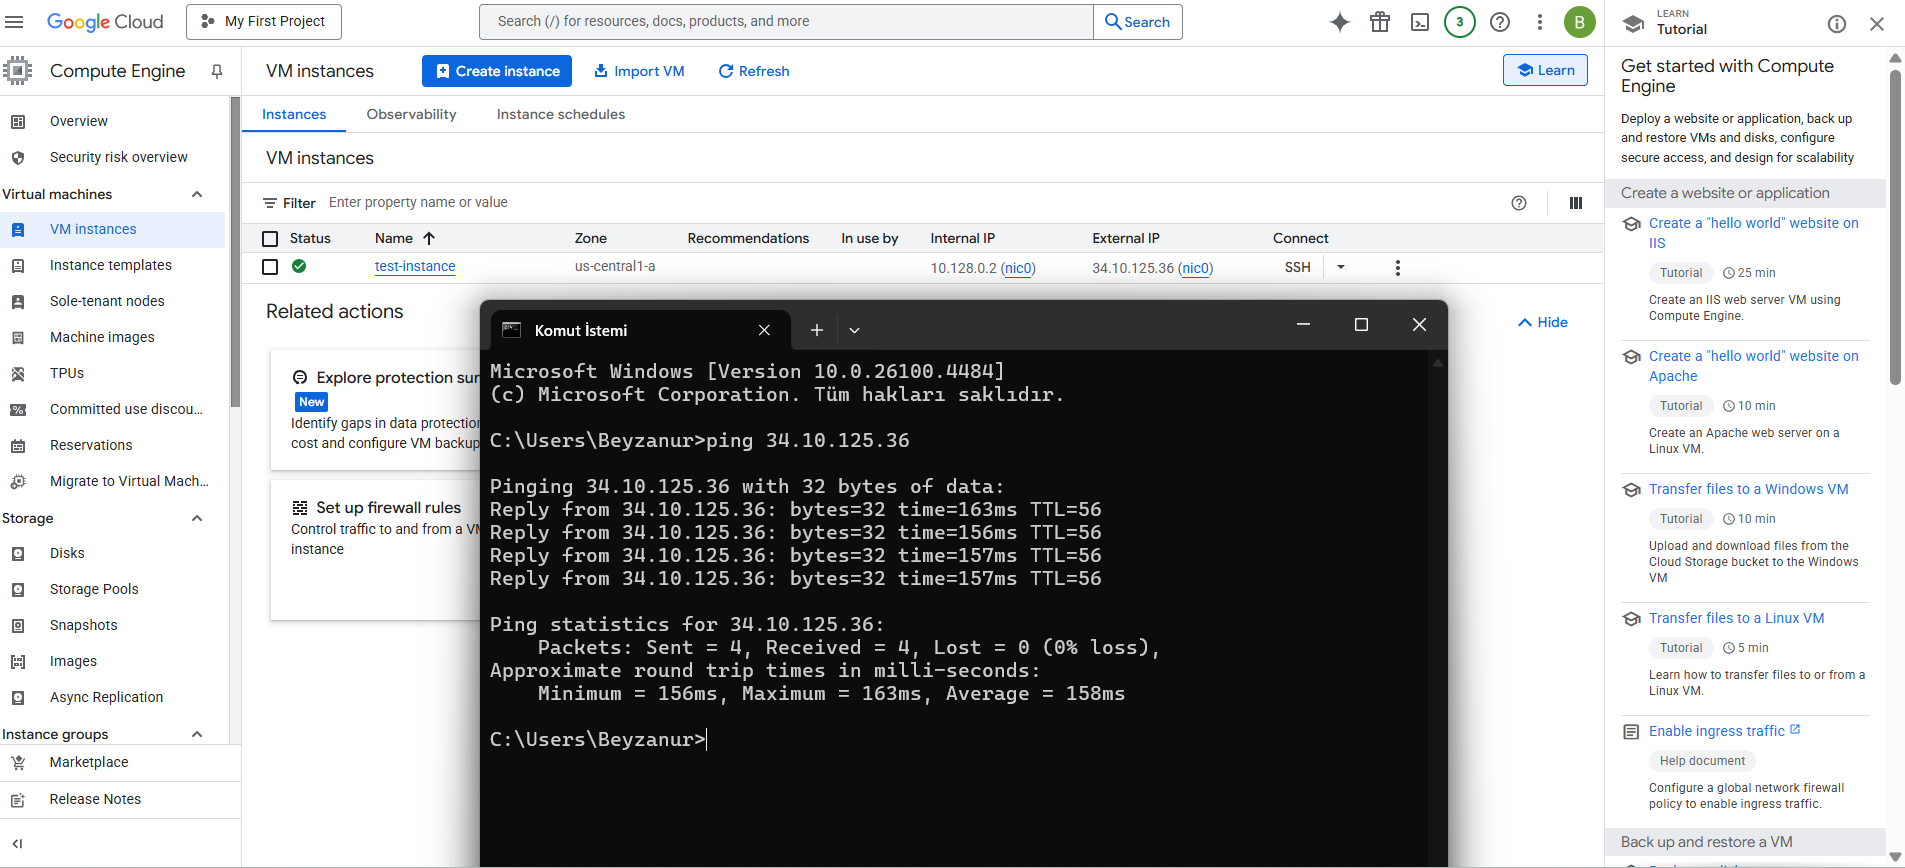 Google Cloud
My First Project
Search (/) for resources, docs, products, and more
Search
3
B
LEARN
Tutorial
Compute Engine
VM instances
Create instance
Import VM
Refresh
Learn
Overview
Security risk overview
Virtual machines
VM instances
Instance templates
Sole-tenant nodes
Machine images
TPUs
Committed use discou...
Reservations
Migrate to Virtual Mach...
Storage
Disks
Storage Pools
Snapshots
Images
Async Replication
Instance groups
Marketplace
Release Notes
Instances Observability Instance schedules
VM instances
Filter Enter property name or value
Status Name Zone Recommendations In use by Internal IP External IP Connect
test-instance us-central1-a 10.128.0.2 (nic0) 34.10.125.36 (nic0) SSH
Related actions
Hide
Explore protection sur
New
Identify gaps in data protection
cost and configure VM backup
Set up firewall rules
Control traffic to and from a VM
instance
Komut İstemi
Microsoft Windows [Version 10.0.26100.4484]
(c) Microsoft Corporation. Tüm hakları saklıdır.
C:\Users\Beyzanur>ping 34.10.125.36
Pinging 34.10.125.36 with 32 bytes of data:
Reply from 34.10.125.36: bytes=32 time=163ms TTL=56
Reply from 34.10.125.36: bytes=32 time=156ms TTL=56
Reply from 34.10.125.36: bytes=32 time=157ms TTL=56
Reply from 34.10.125.36: bytes=32 time=157ms TTL=56
Ping statistics for 34.10.125.36:
Packets: Sent = 4, Received = 4, Lost = 0 (0% loss),
Approximate round trip times in milli-seconds:
Minimum = 156ms, Maximum = 163ms, Average = 158ms
C:\Users\Beyzanur>
Get started with Compute
Engine
Deploy a website or application, back up
and restore VMs and disks, configure
secure access, and design for scalability
Create a website or application
Create a "hello world" website on
IIS
Tutorial 25 min
Create an IIS web server VM using
Compute Engine.
Create a "hello world" website on
Apache
Tutorial 10 min
Create an Apache web server on a
Linux VM.
Transfer files to a Windows VM
Tutorial 10 min
Upload and download files from the
Cloud Storage bucket to the Windows
VM
Transfer files to a Linux VM
Tutorial 5 min
Learn how to transfer files to or from a
Linux VM.
Enable ingress traffic
Help document
Configure a global network firewall
policy to enable ingress traffic.
Back up and restore a VM